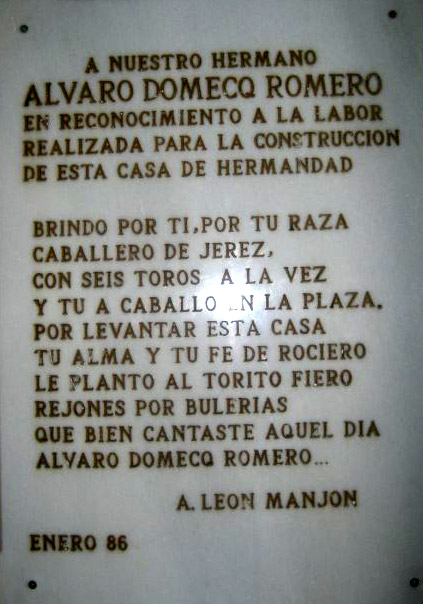 A NUESTRO HERMANO
ALVARO DOMECQ ROMERO
EN RECONOCIMIENTO A LA LABOR
REALIZADA PARA LA CONSTRUCCION
DE ESTA CASA DE HERMANDAD
BRINDO POR TI,POR TU RAZA
CABALLERO DE JEREZ,
CON SEIS TOROS A LA VEZ
Y TU A CABALLO EN LA PLAZA.
POR LEVANTAR ESTA CASA
TU ALMA Y TU FE DE ROCIERO
LE PLANTO AL TORITO FIERO
REJONES POR BULERIAS
QUE BIEN CANTASTE AQUEL DIA
ALVARO DOMECQ ROMERO...
A. LEON MANJON
ENERO 86